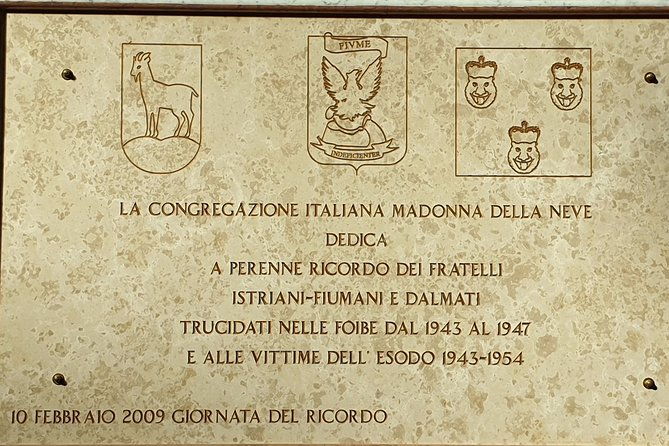 FIVME
INDEFICIENTER
LA CONGREGAZIONE ITALIANA MADONNA DELLA NEVE
DEDICA
A PERENNE RICORDO DEI FRATELLI
ISTRIANI-FIUMANI E DALMATI
TRUCIDATI NELLE FOIBE DAL 1943 AL 1947
E ALLE VITTIME DELL' ESODO 1943-1954
10 FEBBRAIO 2009 GIORNATA DEL RICORDO